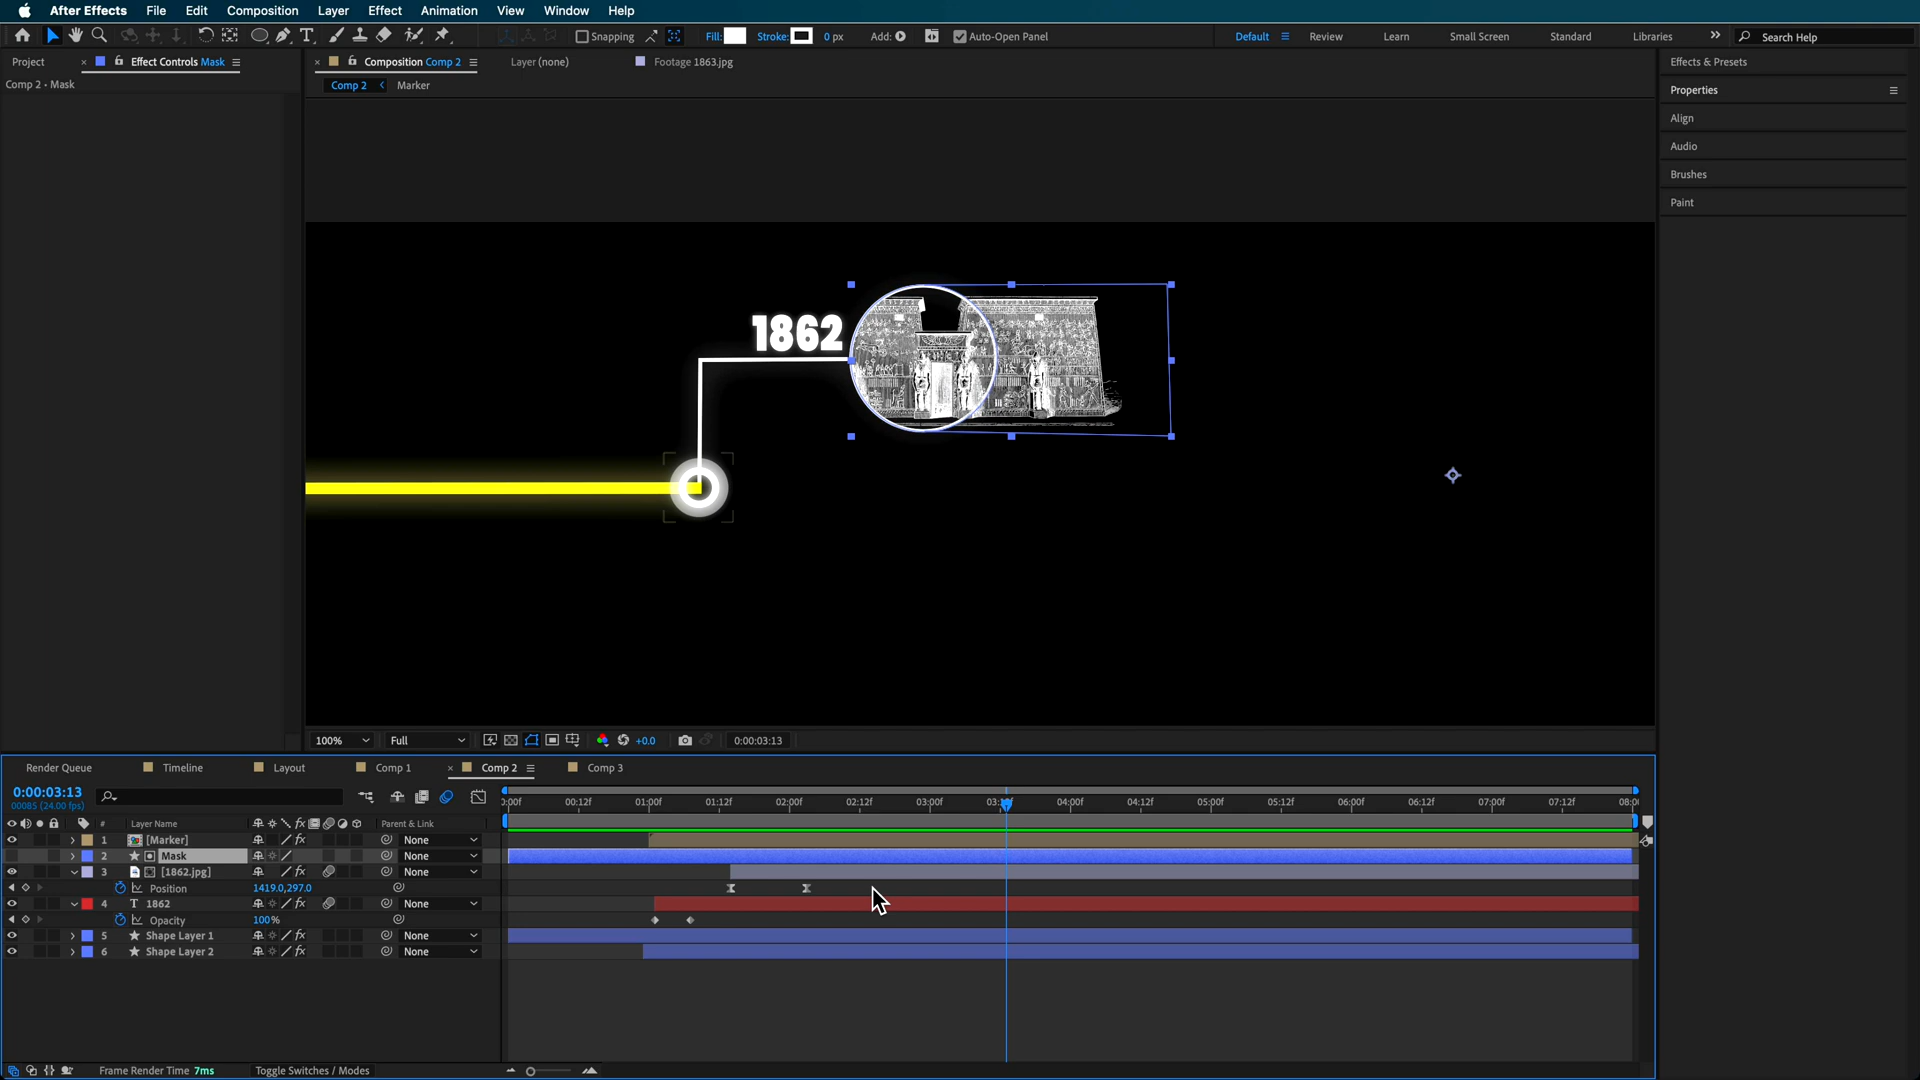 After Effects File Edit Composition Layer Effect Animation View Window Help
Snapping Fill: Stroke: 0 px Add: Auto-Open Panel Default Review Learn Small Screen Standard Libraries Search Help
Project Effect Controls Mask Composition Comp 2 Layer (none) Footage 1863.jpg Effects & Presets
Comp 2 • Mask Comp 2 Marker Properties
Align
Audio
Brushes
Paint
1862
100% Full +0.0 0:00:03:13
Render Queue Timeline Layout Comp 1 Comp 2 Comp 3
0:00:03:13
00085 (24.00 fps)
00:12f 01:00f 01:12f 02:00f 02:12f 03:00f 04:00f 04:12f 05:00f 05:12f 06:00f 06:12f 07:00f 07:12f
# Layer Name Parent & Link
1 [Marker] None
2 Mask None
3 [1862.jpg] None
Position 1419.0,297.0
4 T 1862 None
Opacity 100%
5 Shape Layer 1 None
6 Shape Layer 2 None
Frame Render Time 7ms Toggle Switches / Modes